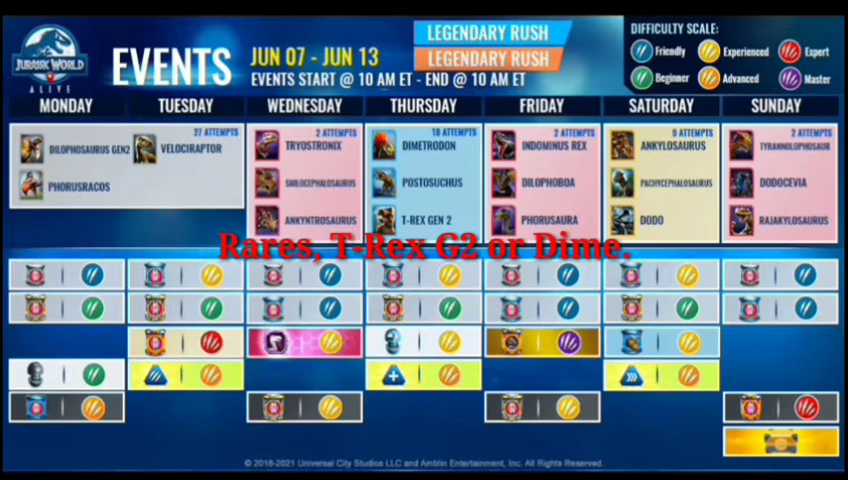 JURASSIC WORLD
ALIVE
EVENTS
JUN 07 - JUN 13
EVENTS START @ 10 AM ET - END @ 10 AM ET
LEGENDARY RUSH
LEGENDARY RUSH
DIFFICULTY SCALE:
Friendly
Experienced
Expert
Beginner
Advanced
Master
MONDAY
TUESDAY
WEDNESDAY
THURSDAY
FRIDAY
SATURDAY
SUNDAY
27 ATTEMPTS
DILOPHOSAURUS GEN2
VELOCIRAPTOR
PHORUSRACOS
2 ATTEMPTS
TRYOSTRONIX
SMILOCEPHALOSAURUS
ANKYNTROSAURUS
18 ATTEMPTS
DIMETRODON
POSTOSUCHUS
T-REX GEN 2
2 ATTEMPTS
INDOMINUS REX
DILOPHOBOA
PHORUSAURA
9 ATTEMPTS
ANKYLOSAURUS
PACHYCEPHALOSAURUS
DODO
2 ATTEMPTS
TYRANNOLOPHOSAUR
DODOCEVIA
RAJAKYLOSAURUS
Rares, T-Rex G2 or Dime.
© 2018-2021 Universal City Studios LLC and Amblin Entertainment, Inc. All Rights Reserved.